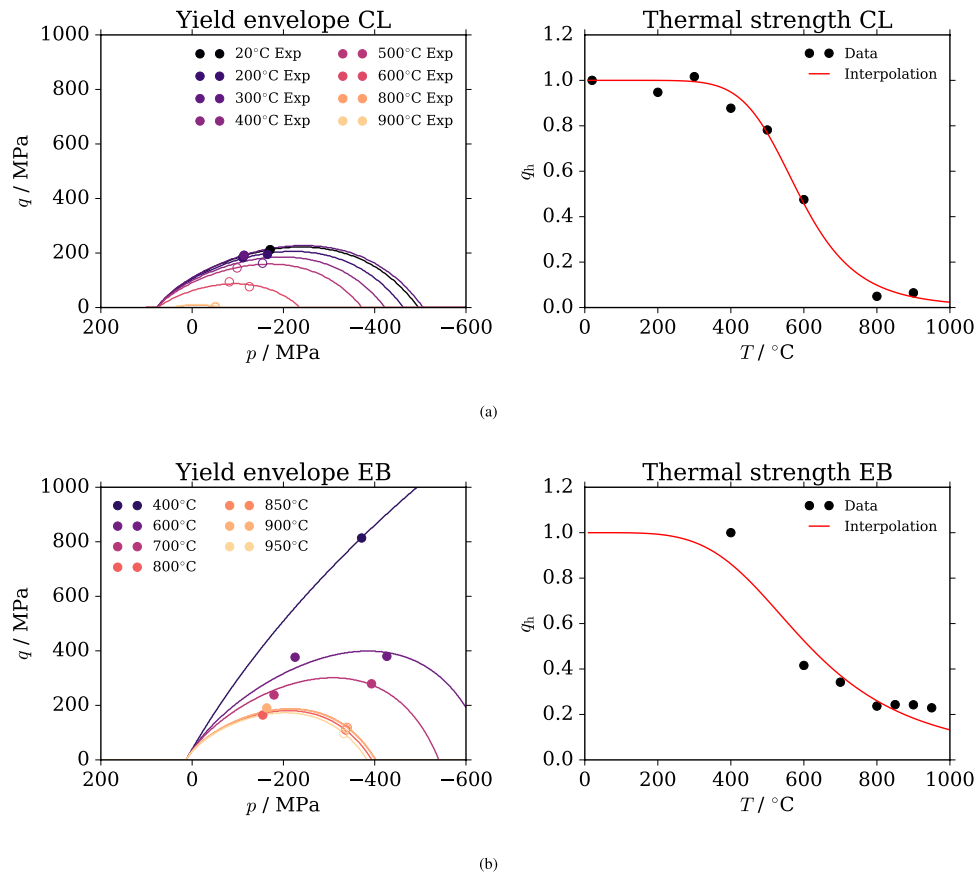 Yield envelope CL
1000
800
600
400
200
0
200
0
−200
−400
−600
q / MPa
p / MPa
20°C Exp
200°C Exp
300°C Exp
400°C Exp
500°C Exp
600°C Exp
800°C Exp
900°C Exp
Thermal strength CL
1.2
1.0
0.8
0.6
0.4
0.2
0.0
0
200
400
600
800
1000
qh
T / °C
Data
Interpolation
(a)
Yield envelope EB
1000
800
600
400
200
0
200
0
−200
−400
−600
q / MPa
p / MPa
400°C
600°C
700°C
800°C
850°C
900°C
950°C
Thermal strength EB
1.2
1.0
0.8
0.6
0.4
0.2
0.0
0
200
400
600
800
1000
qh
T / °C
Data
Interpolation
(b)